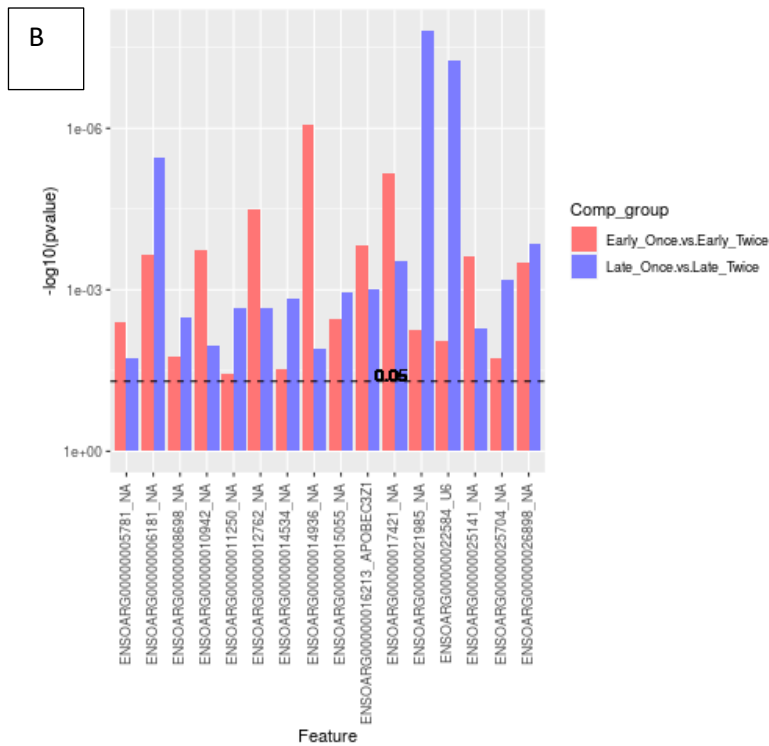 B
1e-06
1e-03
1e+00
-log10(pvalue)
0.05
Comp_group
Early_Once.vs.Early_Twice
Late_Once.vs.Late_Twice
ENSOARG00000005781_NA
ENSOARG00000006181_NA
ENSOARG00000008698_NA
ENSOARG00000010942_NA
ENSOARG00000011250_NA
ENSOARG00000012762_NA
ENSOARG00000014534_NA
ENSOARG00000014936_NA
ENSOARG00000015055_NA
ENSOARG00000016213_APOBEC3Z1
ENSOARG00000017421_NA
ENSOARG00000021985_NA
ENSOARG00000022584_U6
ENSOARG00000025141_NA
ENSOARG00000025704_NA
ENSOARG00000026898_NA
Feature